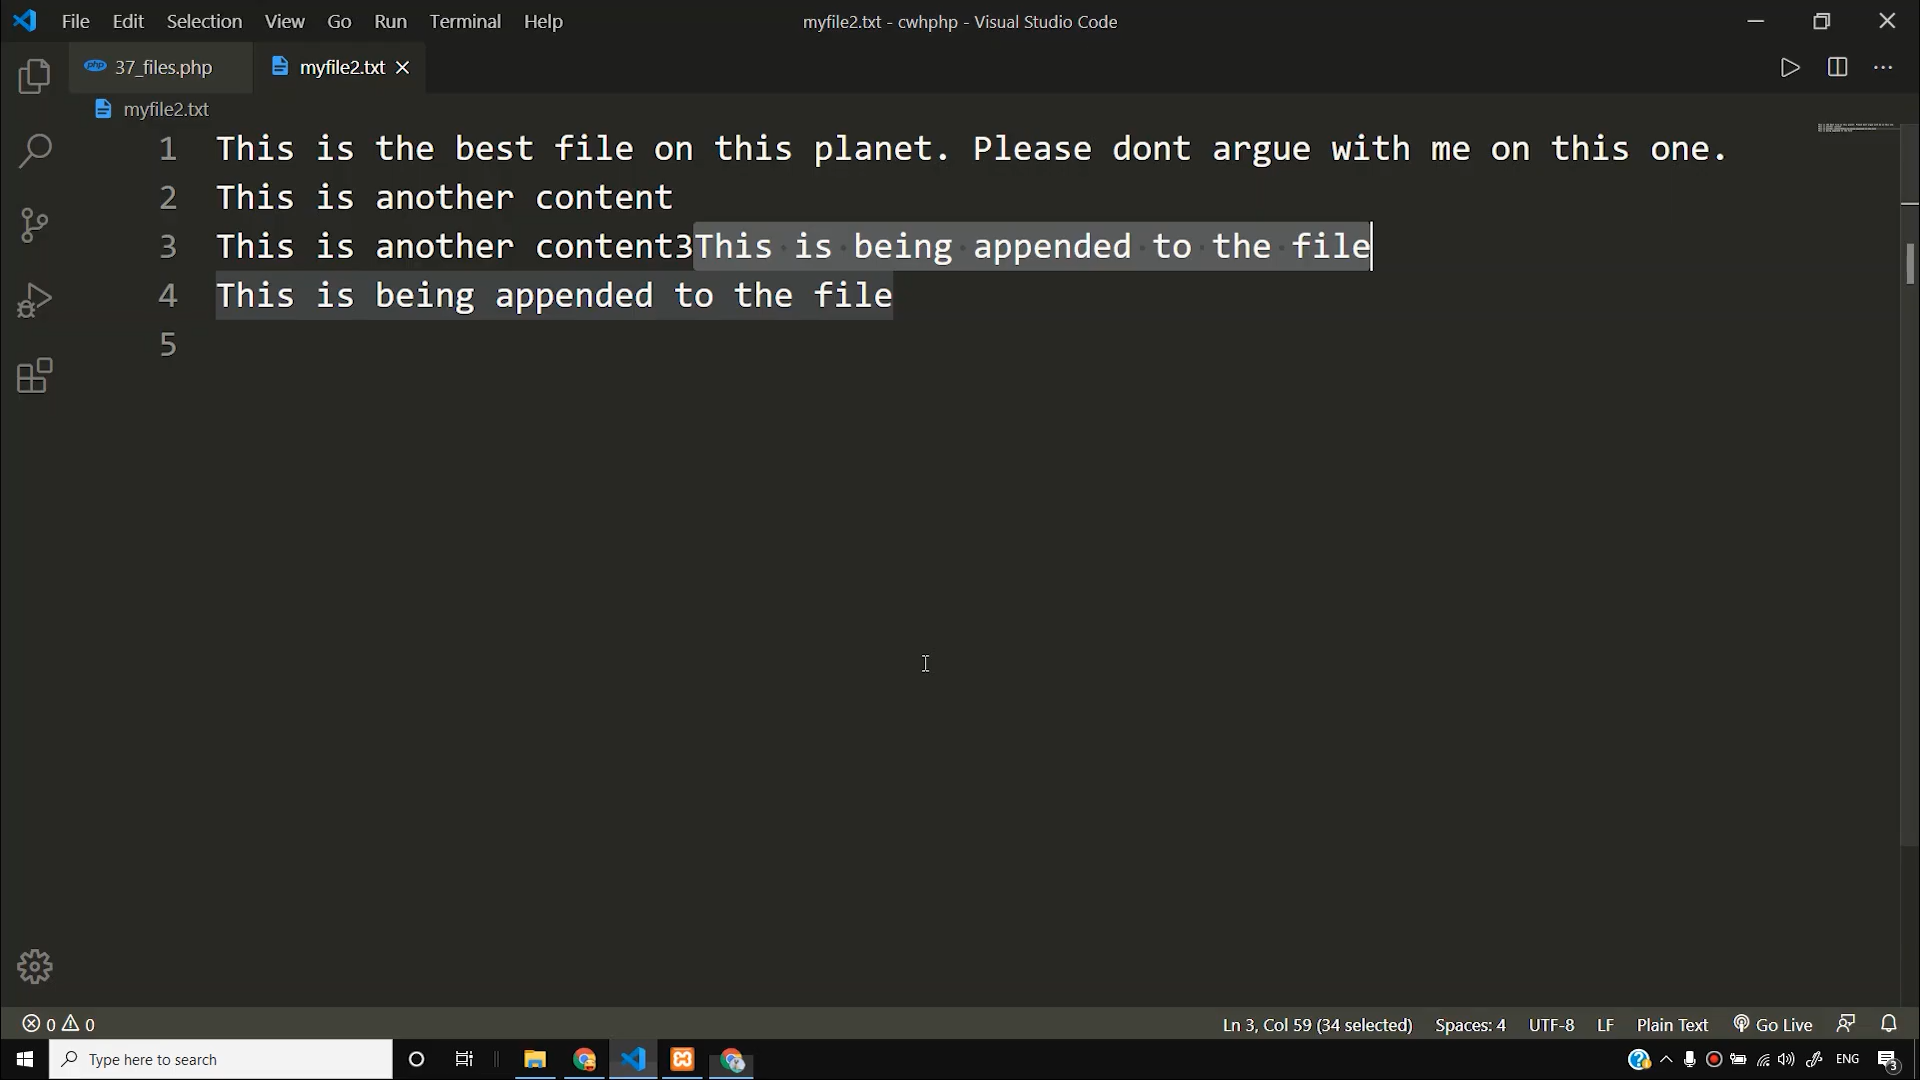 File Edit Selection View Go Run Terminal Help myfile2.txt - cwhphp - Visual Studio Code
php 37_files.php myfile2.txt
myfile2.txt
1 This is the best file on this planet. Please dont argue with me on this one.
2 This is another content
3 This is another content3This is being appended to the file
4 This is being appended to the file
5
0 0 Ln 3, Col 59 (34 selected) Spaces: 4 UTF-8 LF Plain Text Go Live
Type here to search ENG 3